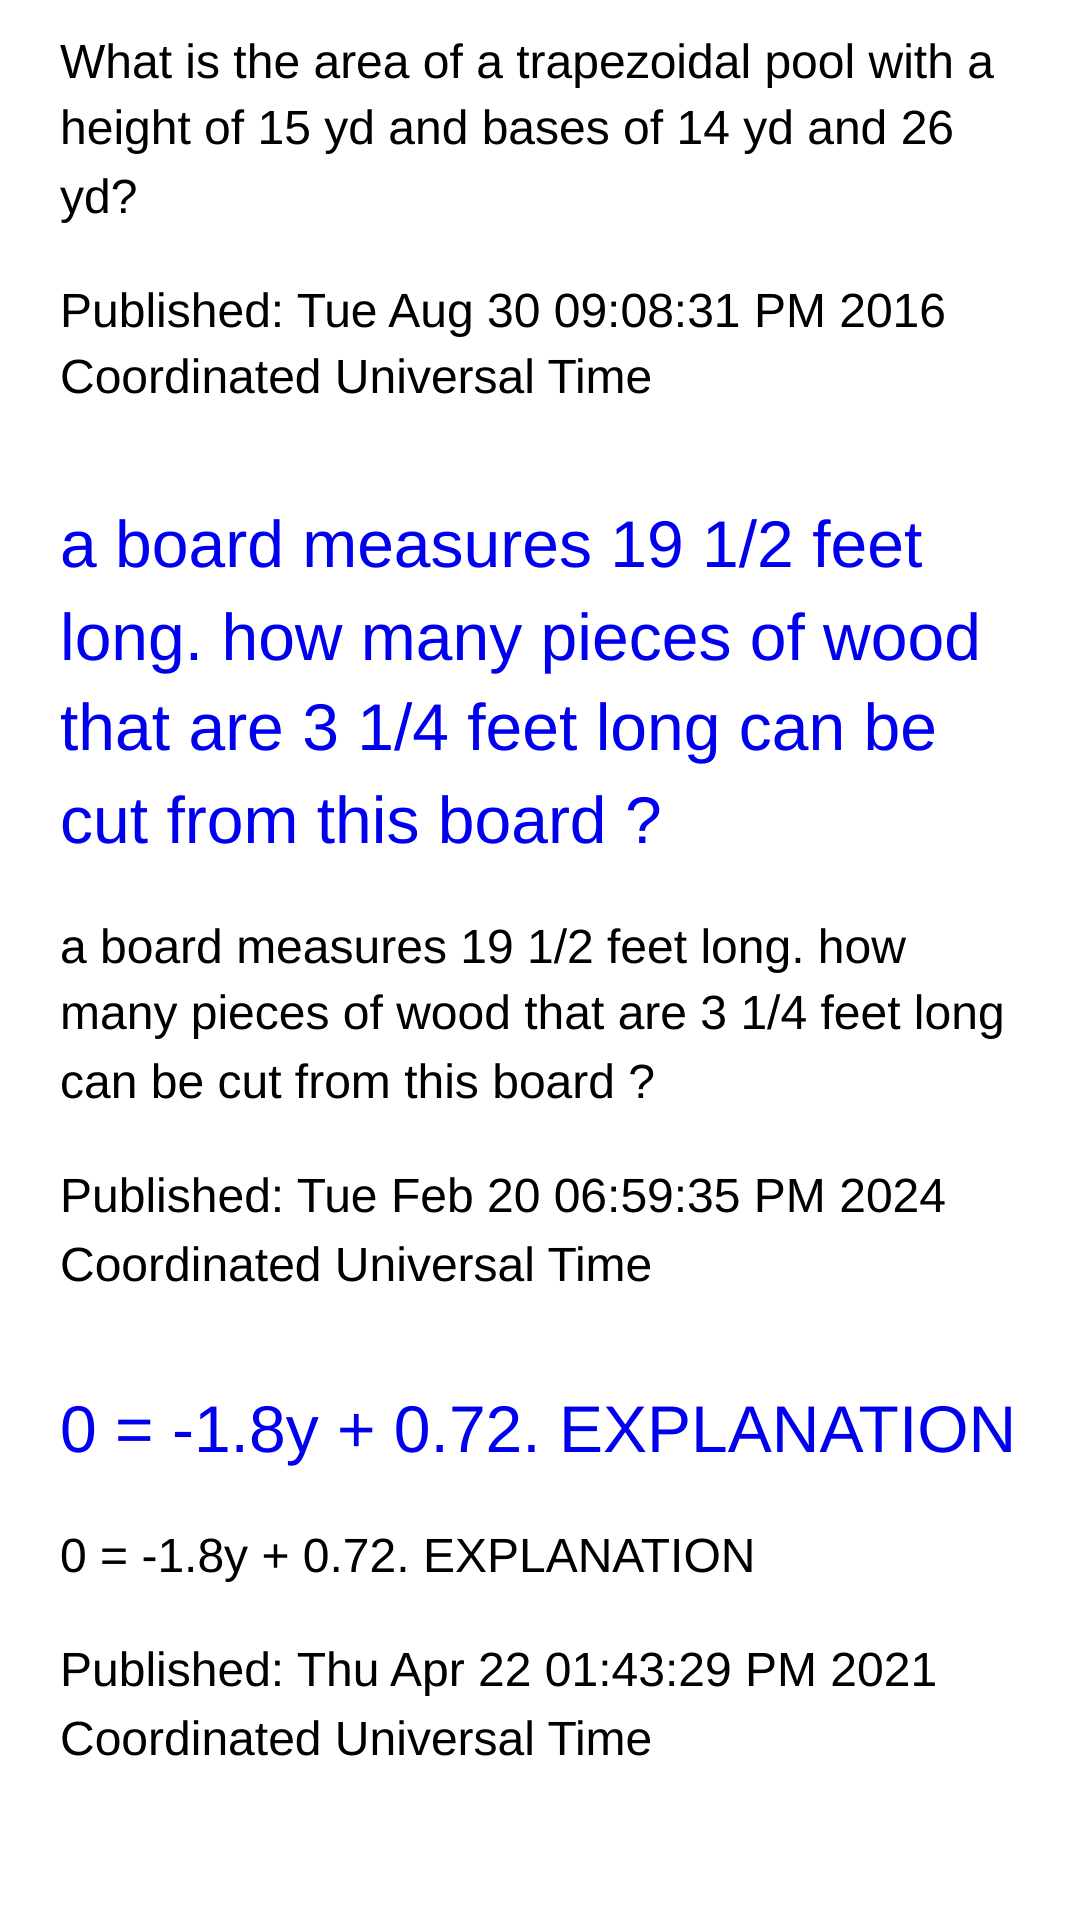 What is the area of a trapezoidal pool with a
height of 15 yd and bases of 14 yd and 26
yd?
Published: Tue Aug 30 09:08:31 PM 2016
Coordinated Universal Time
a board measures 19 1/2 feet
long. how many pieces of wood
that are 3 1/4 feet long can be
cut from this board ?
a board measures 19 1/2 feet long. how
many pieces of wood that are 3 1/4 feet long
can be cut from this board ?
Published: Tue Feb 20 06:59:35 PM 2024
Coordinated Universal Time
0 = -1.8y + 0.72. EXPLANATION
0 = -1.8y + 0.72. EXPLANATION
Published: Thu Apr 22 01:43:29 PM 2021
Coordinated Universal Time